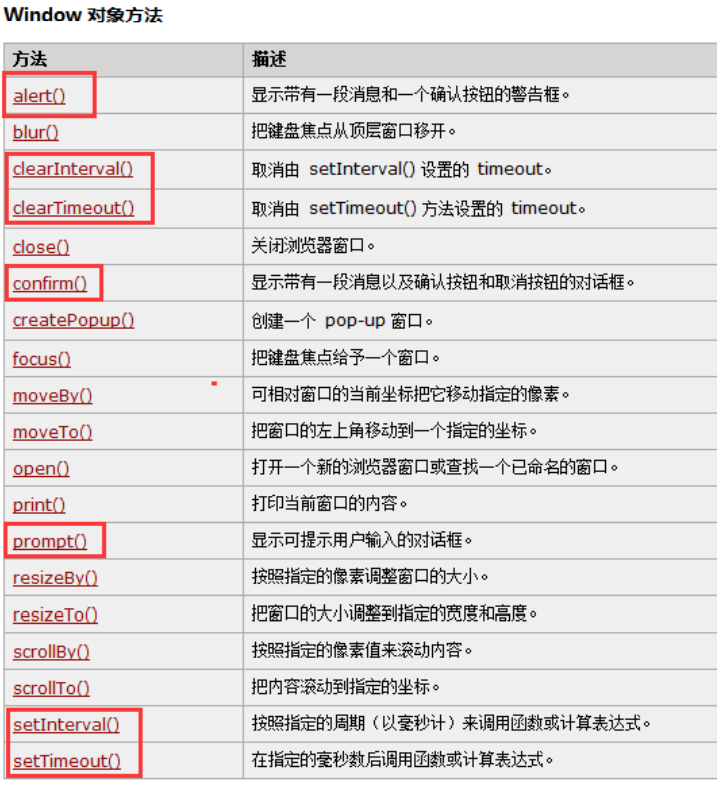 Window 对象方法
方法 描述
alert() 显示带有一段消息和一个确认按钮的警告框。
blur() 把键盘焦点从顶层窗口移开。
clearInterval() 取消由 setInterval() 设置的 timeout。
clearTimeout() 取消由 setTimeout() 方法设置的 timeout。
close() 关闭浏览器窗口。
confirm() 显示带有一段消息以及确认按钮和取消按钮的对话框。
createPopup() 创建一个 pop-up 窗口。
focus() 把键盘焦点给予一个窗口。
moveBy() 可相对窗口的当前坐标把它移动指定的像素。
moveTo() 把窗口的左上角移动到一个指定的坐标。
open() 打开一个新的浏览器窗口或查找一个已命名的窗口。
print() 打印当前窗口的内容。
prompt() 显示可提示用户输入的对话框。
resizeBy() 按照指定的像素调整窗口的大小。
resizeTo() 把窗口的大小调整到指定的宽度和高度。
scrollBy() 按照指定的像素值来滚动内容。
scrollTo() 把内容滚动到指定的坐标。
setInterval() 按照指定的周期（以毫秒计）来调用函数或计算表达式。
setTimeout() 在指定的毫秒数后调用函数或计算表达式。